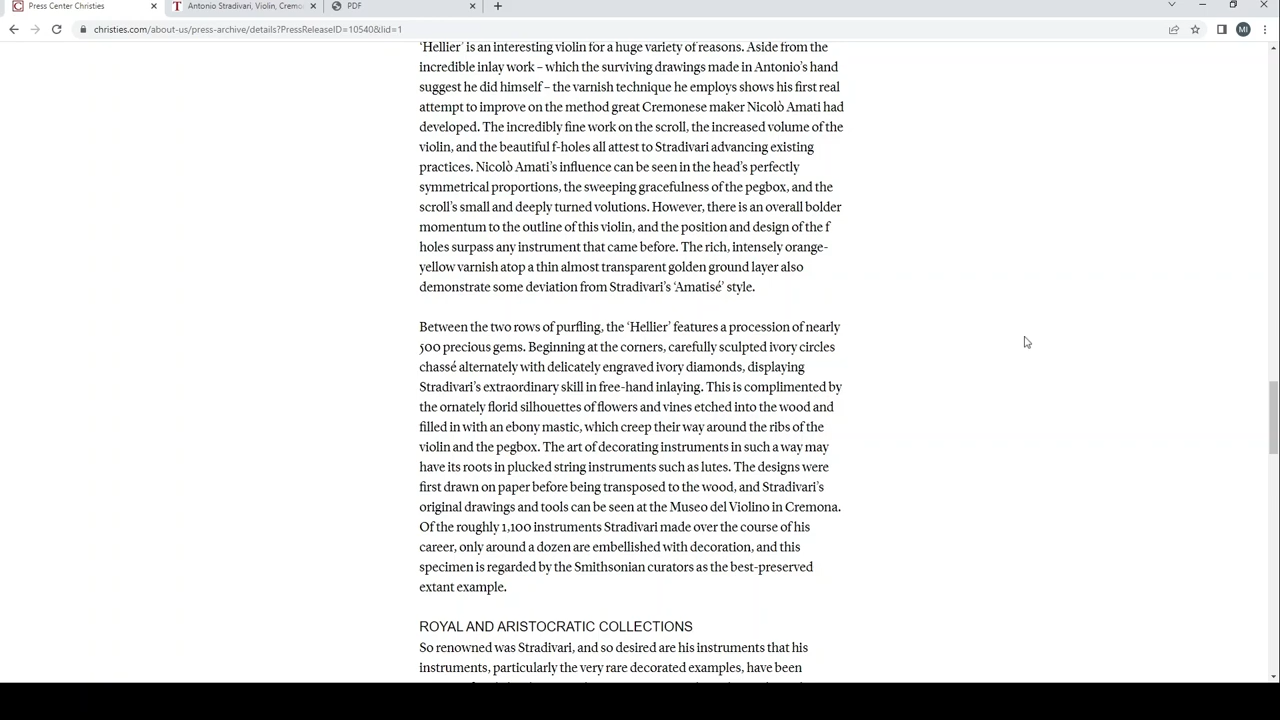 Press Center Christies
Antonio Stradivari, Violin, Cremo
PDF
christies.com/about-us/press-archive/details?PressReleaseID=10540&lid=1
MI
'Hellier' is an interesting violin for a huge variety of reasons. Aside from the
incredible inlay work – which the surviving drawings made in Antonio's hand
suggest he did himself – the varnish technique he employs shows his first real
attempt to improve on the method great Cremonese maker Nicolò Amati had
developed. The incredibly fine work on the scroll, the increased volume of the
violin, and the beautiful f-holes all attest to Stradivari advancing existing
practices. Nicolò Amati's influence can be seen in the head's perfectly
symmetrical proportions, the sweeping gracefulness of the pegbox, and the
scroll's small and deeply turned volutions. However, there is an overall bolder
momentum to the outline of this violin, and the position and design of the f
holes surpass any instrument that came before. The rich, intensely orange-
yellow varnish atop a thin almost transparent golden ground layer also
demonstrate some deviation from Stradivari's 'Amatisé' style.
Between the two rows of purfling, the 'Hellier' features a procession of nearly
500 precious gems. Beginning at the corners, carefully sculpted ivory circles
chassé alternately with delicately engraved ivory diamonds, displaying
Stradivari's extraordinary skill in free-hand inlaying. This is complimented by
the ornately florid silhouettes of flowers and vines etched into the wood and
filled in with an ebony mastic, which creep their way around the ribs of the
violin and the pegbox. The art of decorating instruments in such a way may
have its roots in plucked string instruments such as lutes. The designs were
first drawn on paper before being transposed to the wood, and Stradivari's
original drawings and tools can be seen at the Museo del Violino in Cremona.
Of the roughly 1,100 instruments Stradivari made over the course of his
career, only around a dozen are embellished with decoration, and this
specimen is regarded by the Smithsonian curators as the best-preserved
extant example.
ROYAL AND ARISTOCRATIC COLLECTIONS
So renowned was Stradivari, and so desired are his instruments that his
instruments, particularly the very rare decorated examples, have been